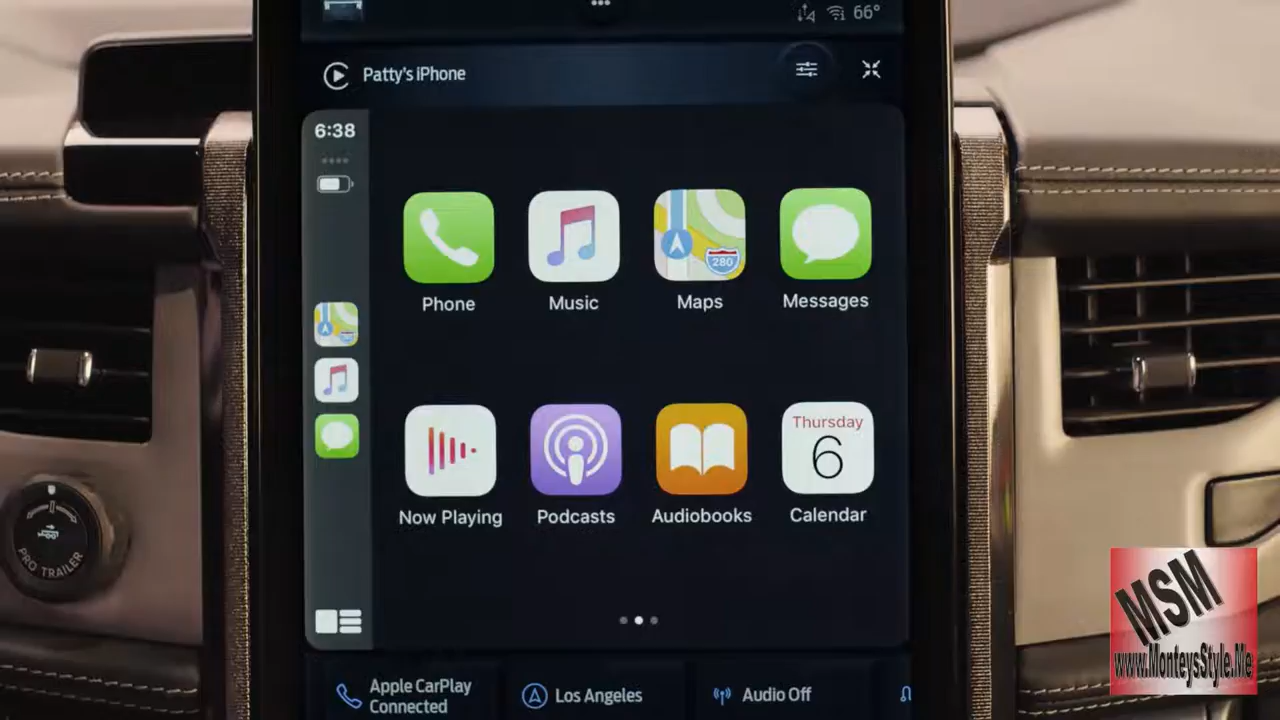 66°
Patty's iPhone
6:38
Phone
Music
280
Maps
Messages
Now Playing
Podcasts
Audiobooks
Thursday
6
Calendar
PRO TRAILER
Apple CarPlay
Connected
Los Angeles
Audio Off
MSM
www.MonteysStyle.Me